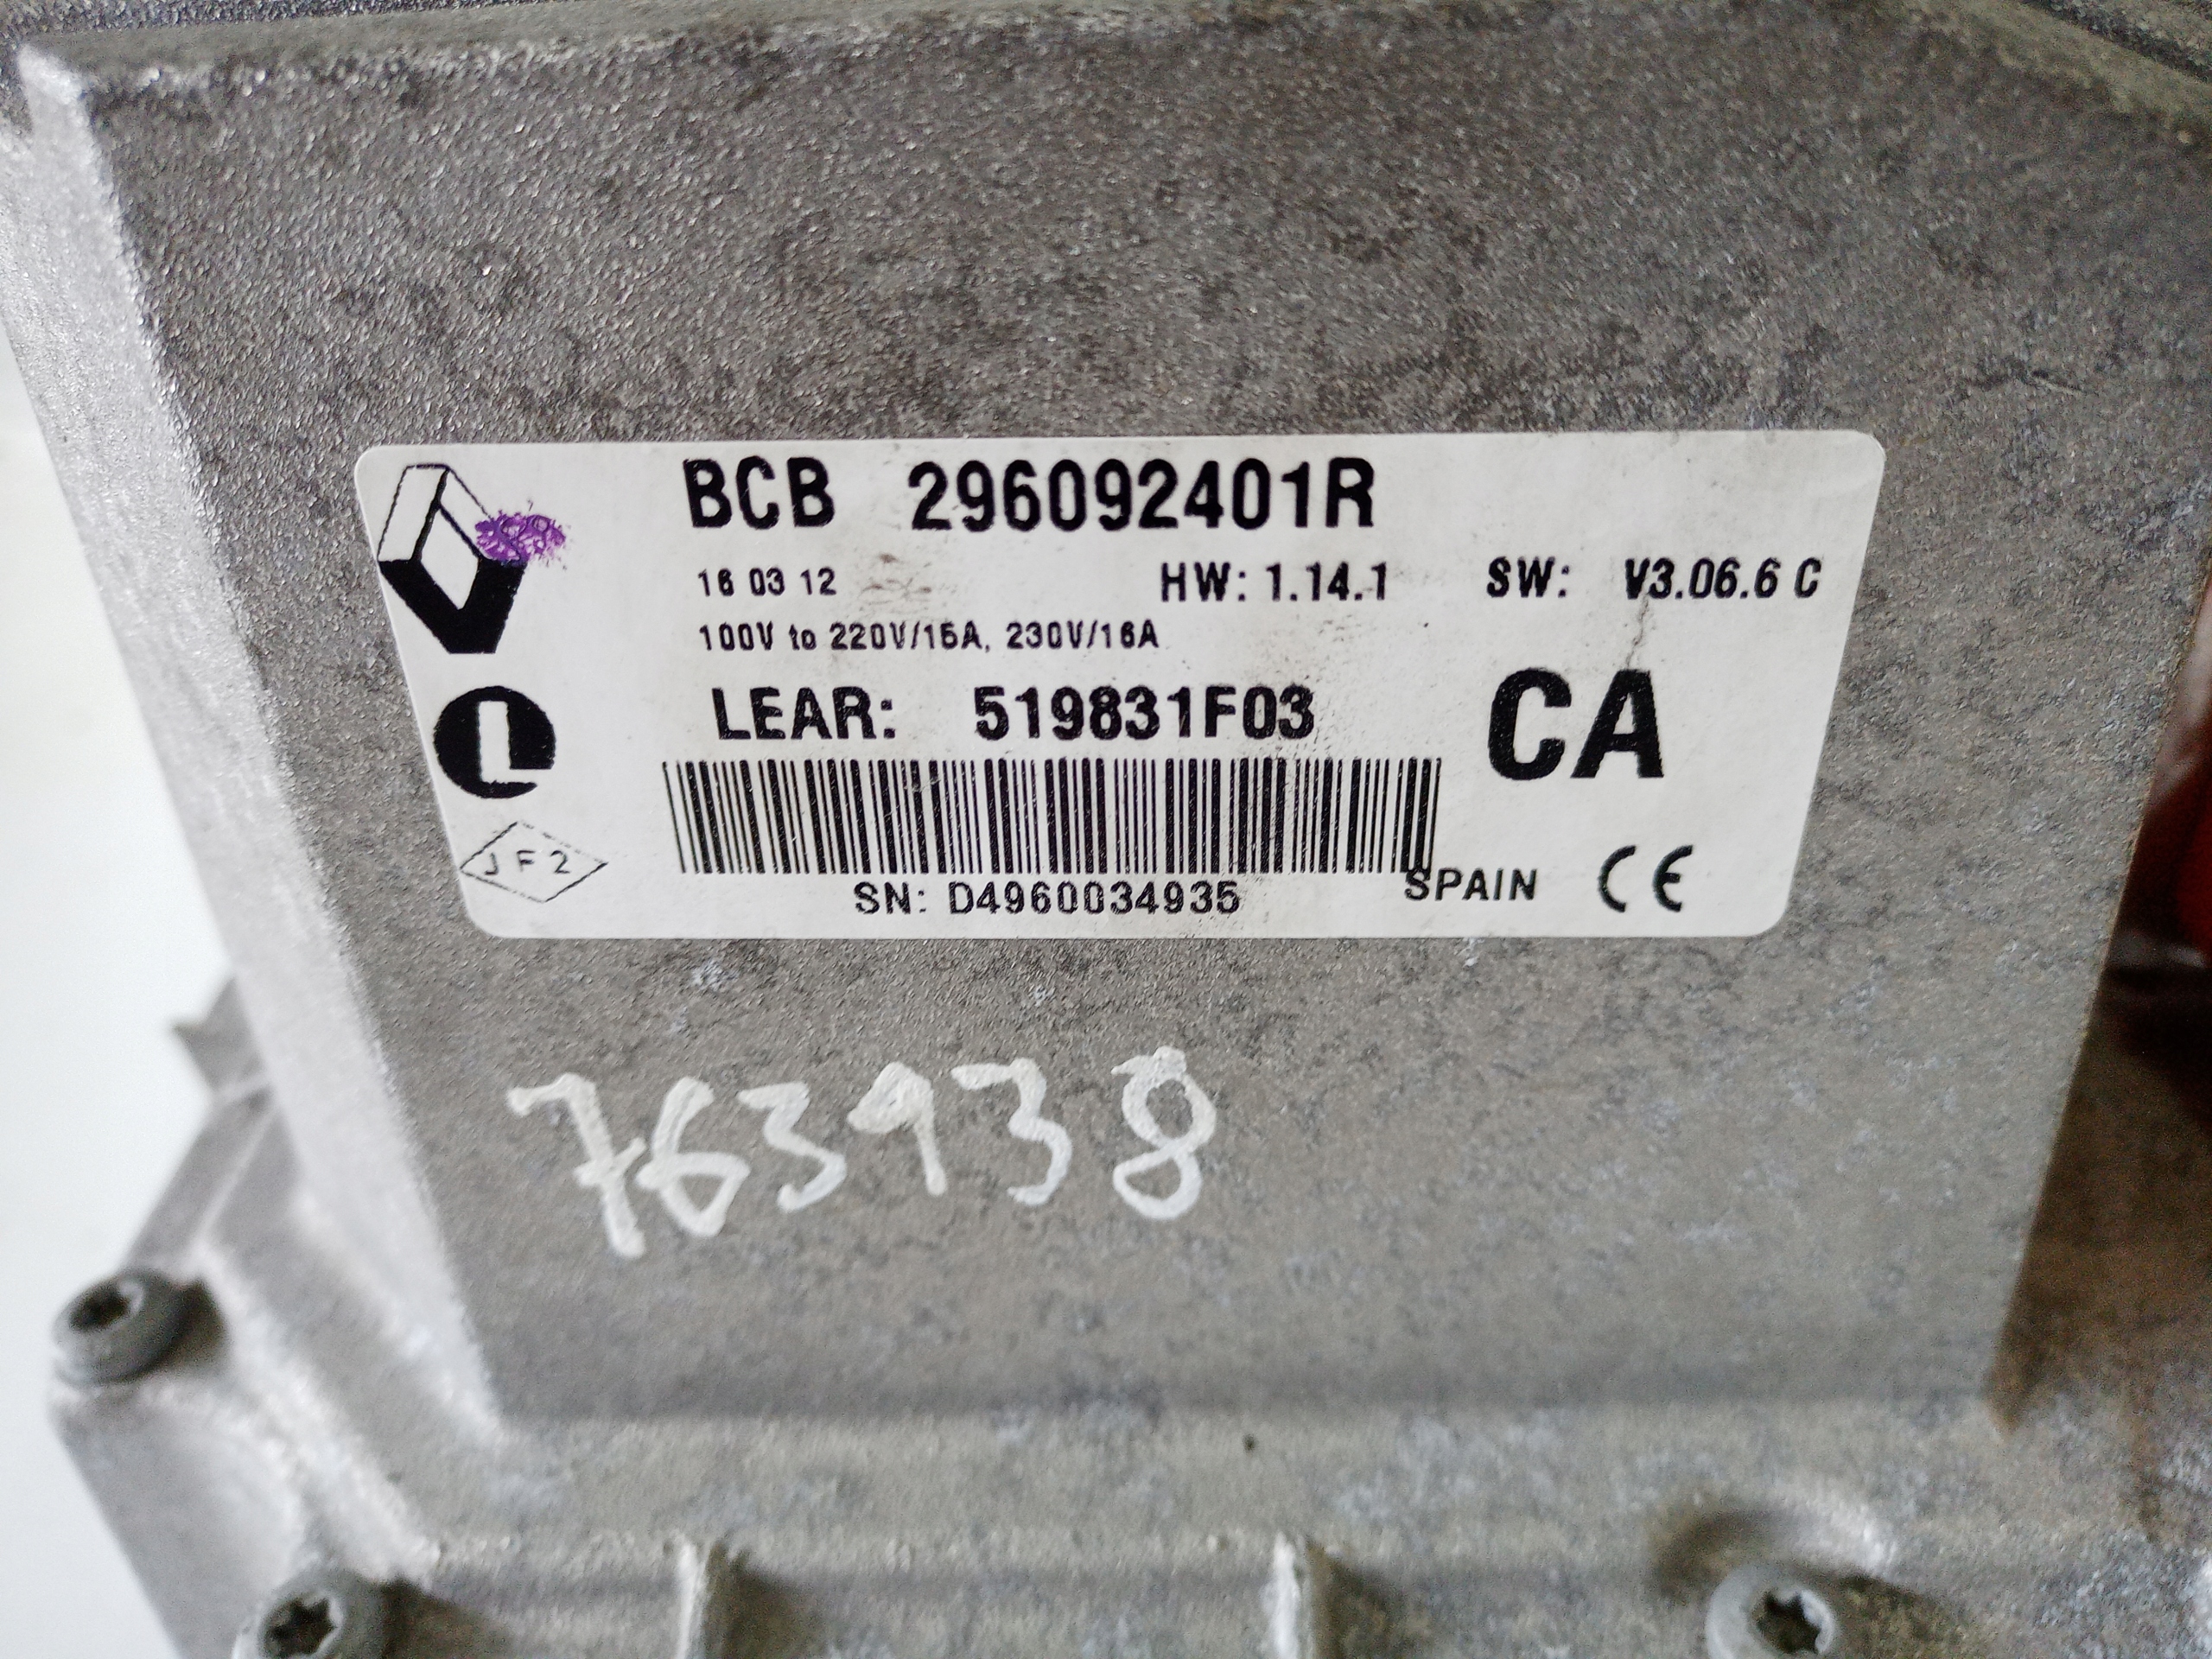 BCB 296092401R
16 03 12 HW: 1.14.1 SW: V3.06.6 C
100V to 220V/15A, 230V/16A
LEAR: 519831F03
CA
JF2
SN: D4960034935
SPAIN CE
763938